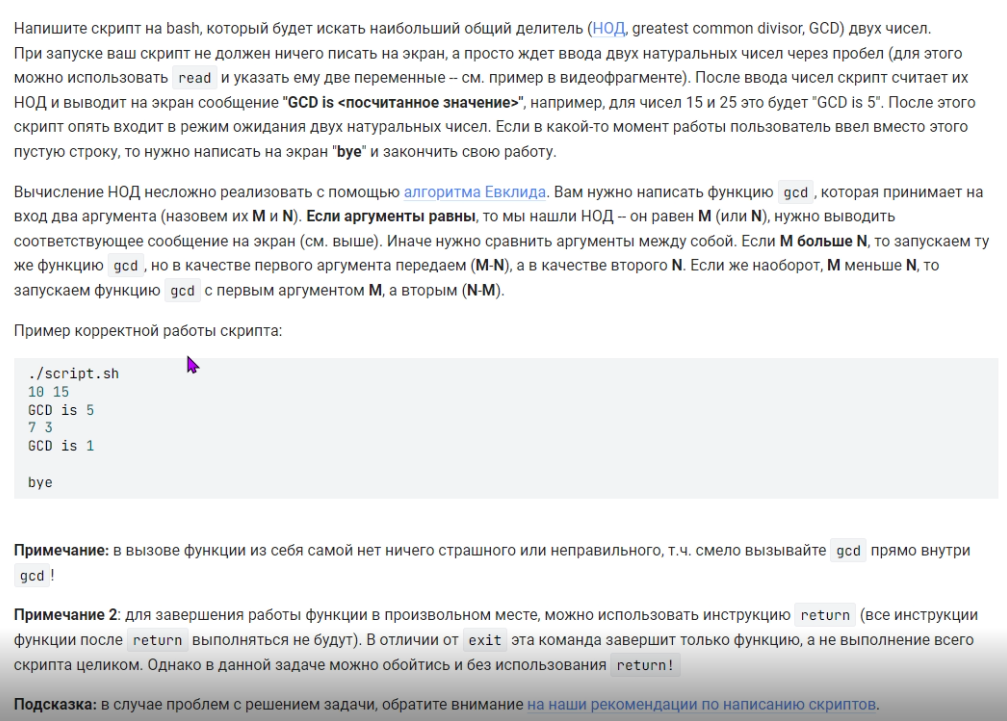 Напишите скрипт на bash, который будет искать наибольший общий делитель (НОД, greatest common divisor, GCD) двух чисел.
При запуске ваш скрипт не должен ничего писать на экран, а просто ждет ввода двух натуральных чисел через пробел (для этого
можно использовать read и указать ему две переменные -- см. пример в видеофрагменте). После ввода чисел скрипт считает их
НОД и выводит на экран сообщение "GCD is <посчитанное значение>", например, для чисел 15 и 25 это будет "GCD is 5". После этого
скрипт опять входит в режим ожидания двух натуральных чисел. Если в какой-то момент работы пользователь ввел вместо этого
пустую строку, то нужно написать на экран "bye" и закончить свою работу.
Вычисление НОД несложно реализовать с помощью алгоритма Евклида. Вам нужно написать функцию gcd, которая принимает на
вход два аргумента (назовем их M и N). Если аргументы равны, то мы нашли НОД -- он равен M (или N), нужно выводить
соответствующее сообщение на экран (см. выше). Иначе нужно сравнить аргументы между собой. Если M больше N, то запускаем ту
же функцию gcd, но в качестве первого аргумента передаем (M-N), а в качестве второго N. Если же наоборот, M меньше N, то
запускаем функцию gcd с первым аргументом M, а вторым (N-M).
Пример корректной работы скрипта:
./script.sh
10 15
GCD is 5
7 3
GCD is 1
bye
Примечание: в вызове функции из себя самой нет ничего страшного или неправильного, т.ч. смело вызывайте gcd прямо внутри
gcd!
Примечание 2: для завершения работы функции в произвольном месте, можно использовать инструкцию return (все инструкции
функции после return выполняться не будут). В отличии от exit эта команда завершит только функцию, а не выполнение всего
скрипта целиком. Однако в данной задаче можно обойтись и без использования return!
Подсказка: в случае проблем с решением задачи, обратите внимание на наши рекомендации по написанию скриптов.